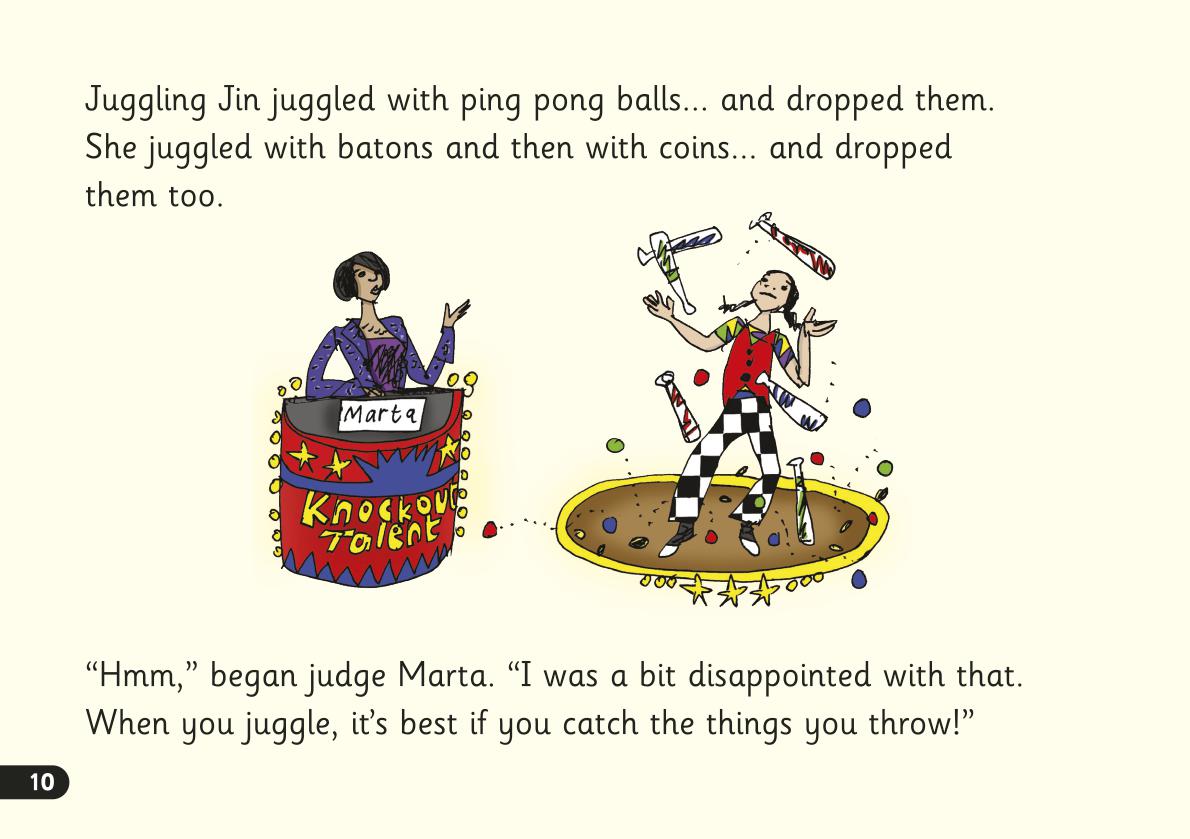 Juggling Jin juggled with ping pong balls... and dropped them.
She juggled with batons and then with coins... and dropped
them too.
Marta
Knockout
Talent
“Hmm,” began judge Marta. “I was a bit disappointed with that.
When you juggle, it’s best if you catch the things you throw!”
10